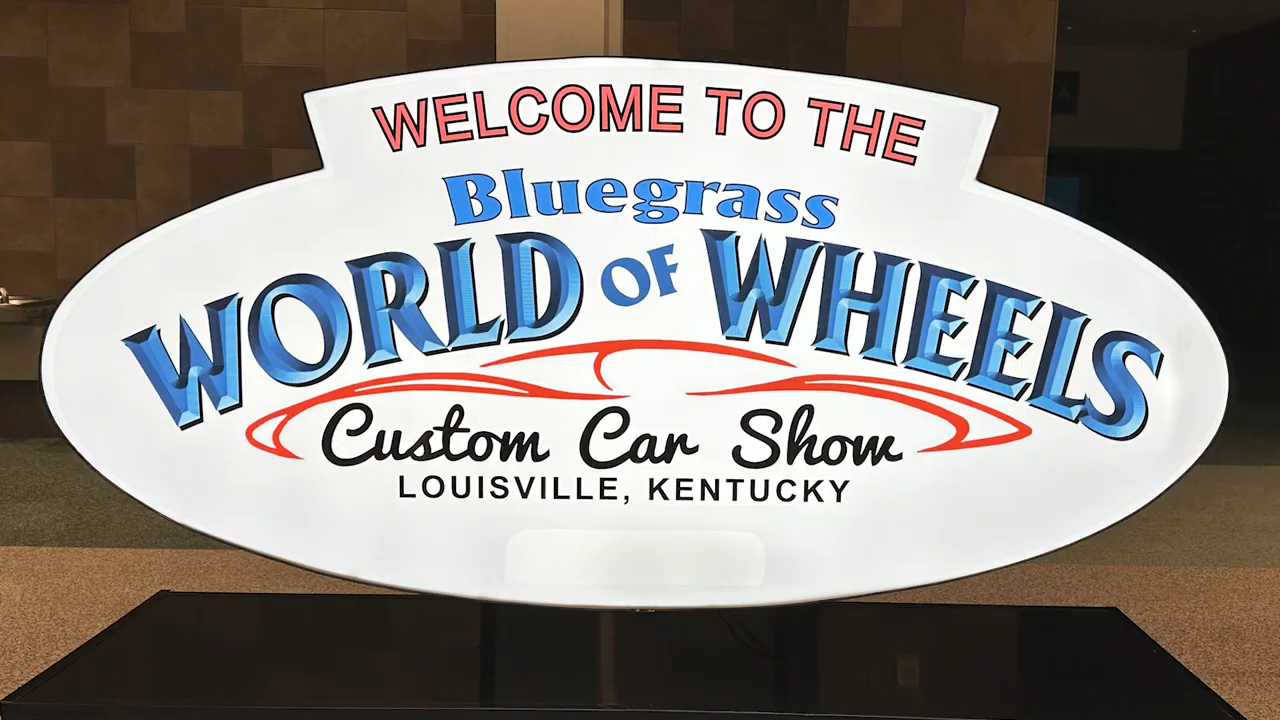 WELCOME TO THE
Bluegrass
WORLD OF WHEELS
Custom Car Show
LOUISVILLE, KENTUCKY